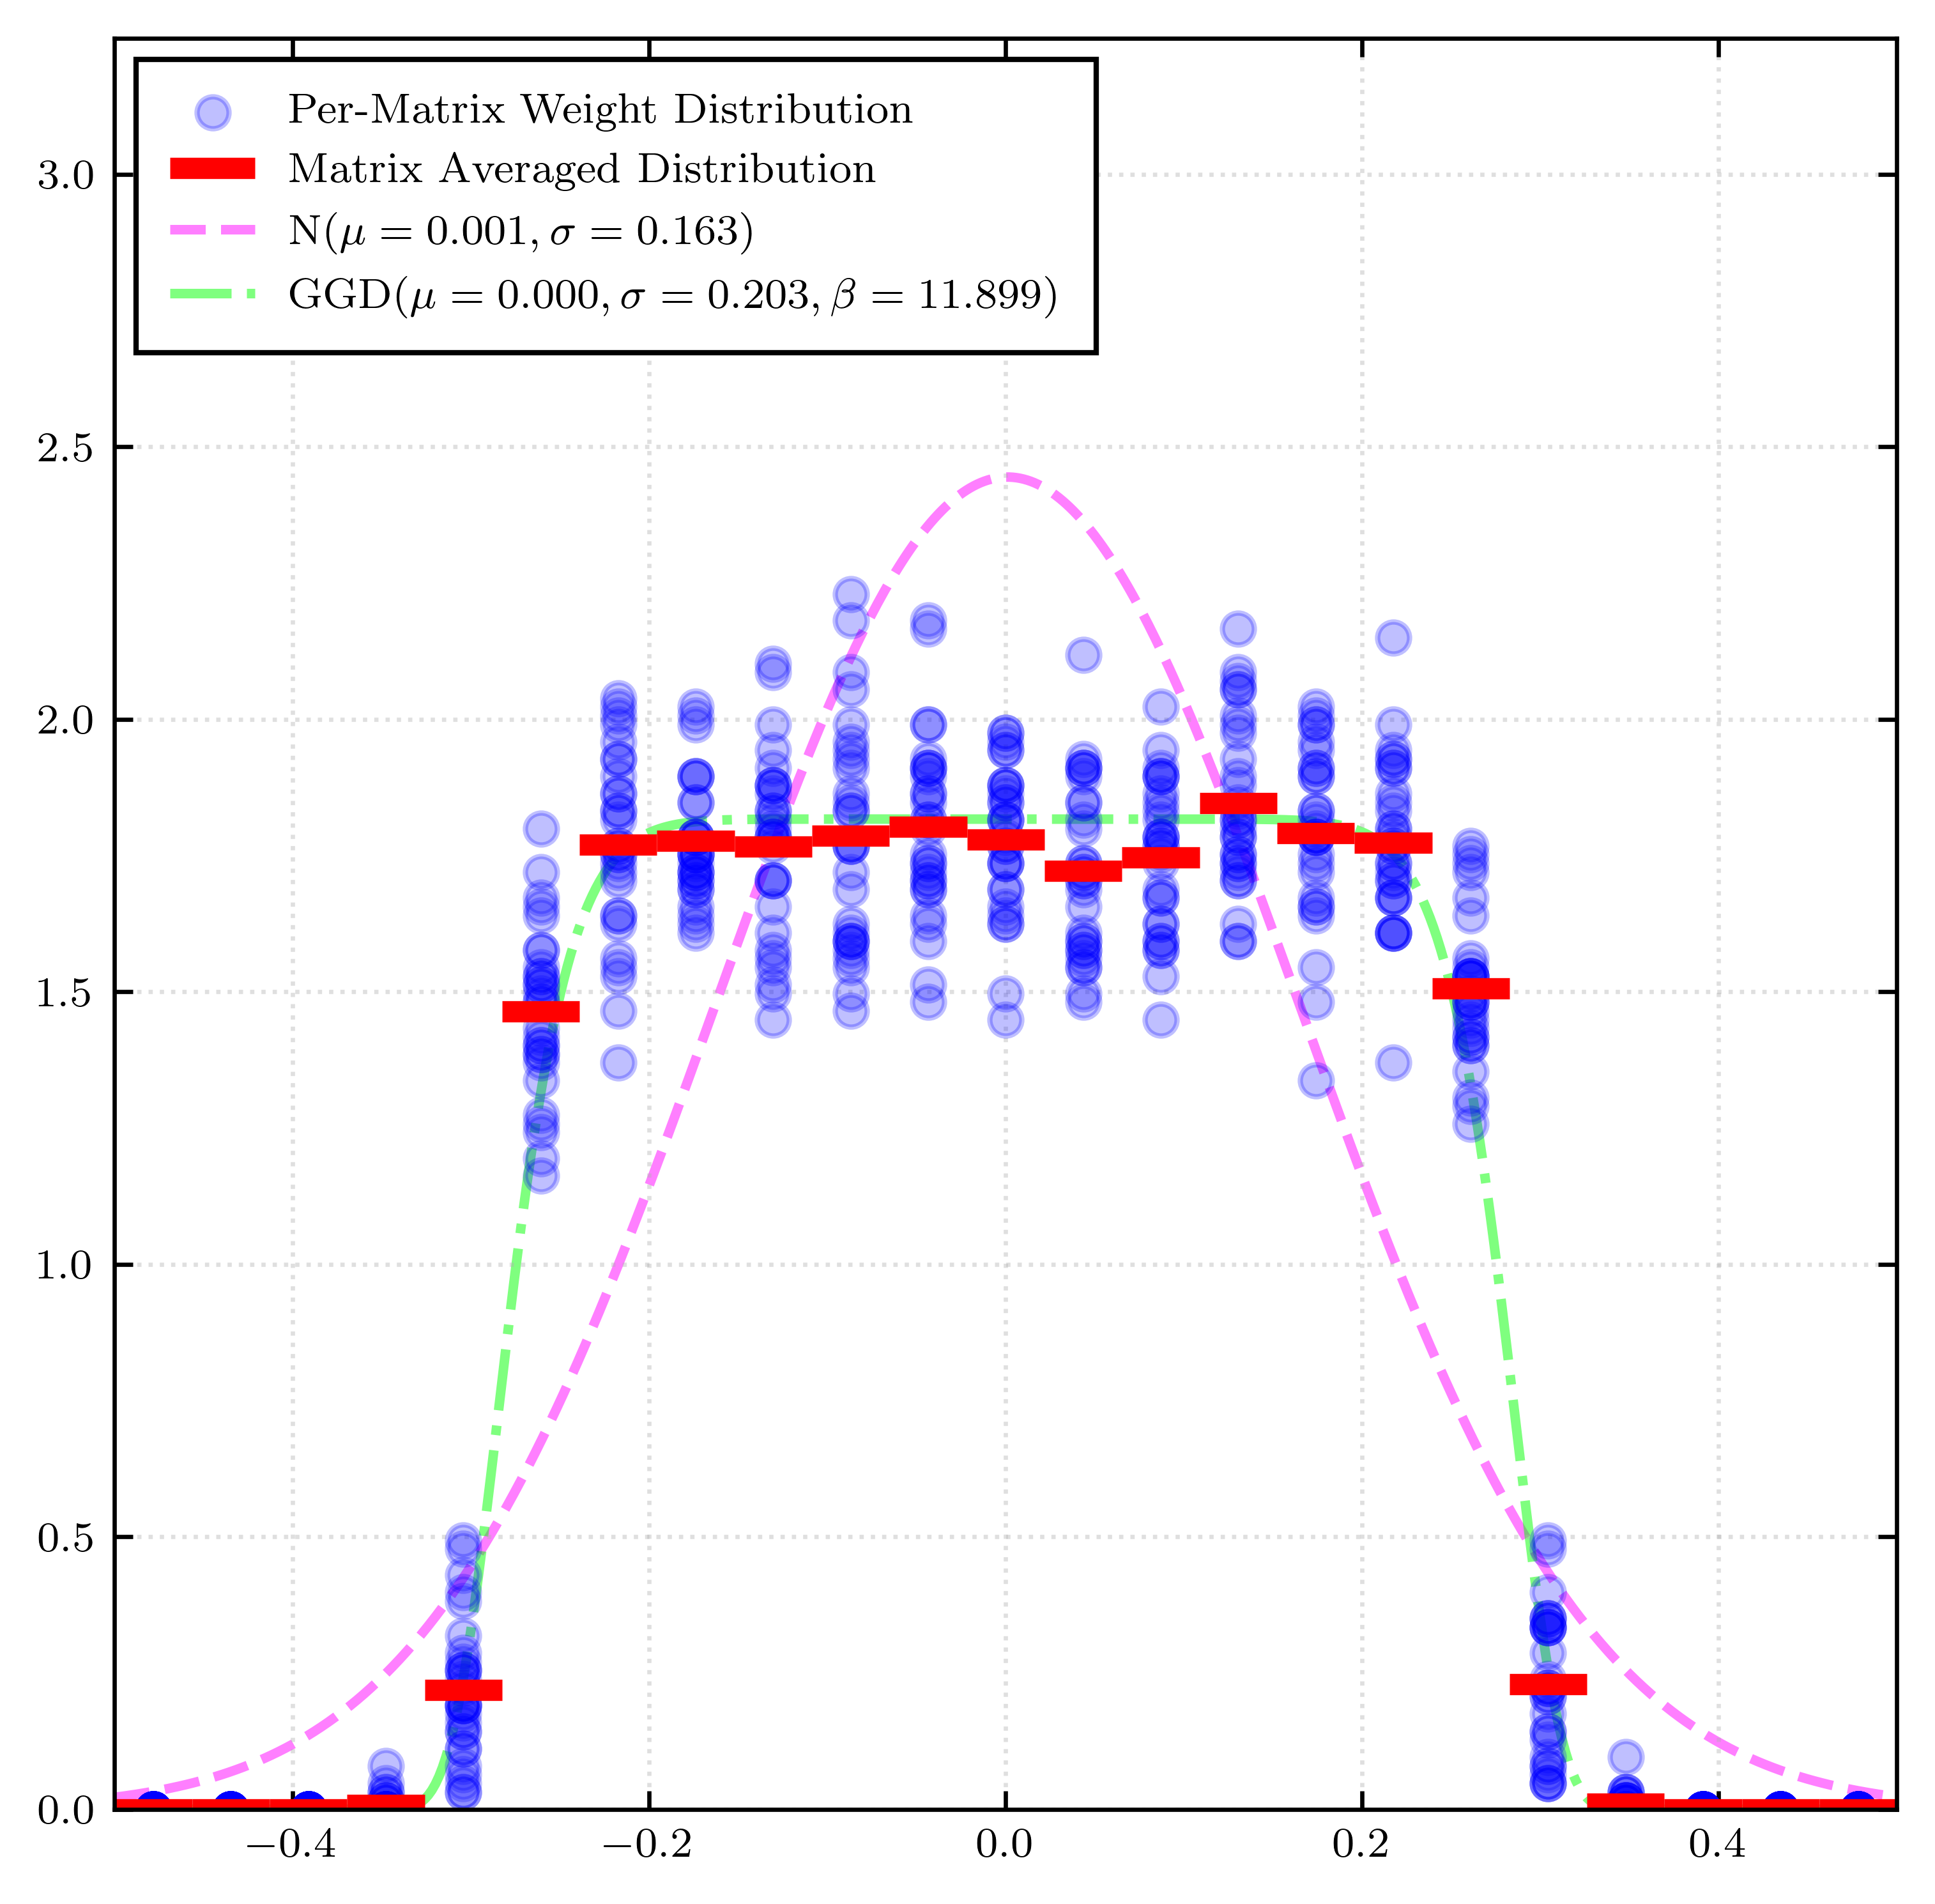 Per-Matrix Weight Distribution
Matrix Averaged Distribution
N(μ = 0.001, σ = 0.163)
GGD(μ = 0.000, σ = 0.203, β = 11.899)
3.0
2.5
2.0
1.5
1.0
0.5
0.0
−0.4 −0.2 0.0 0.2 0.4